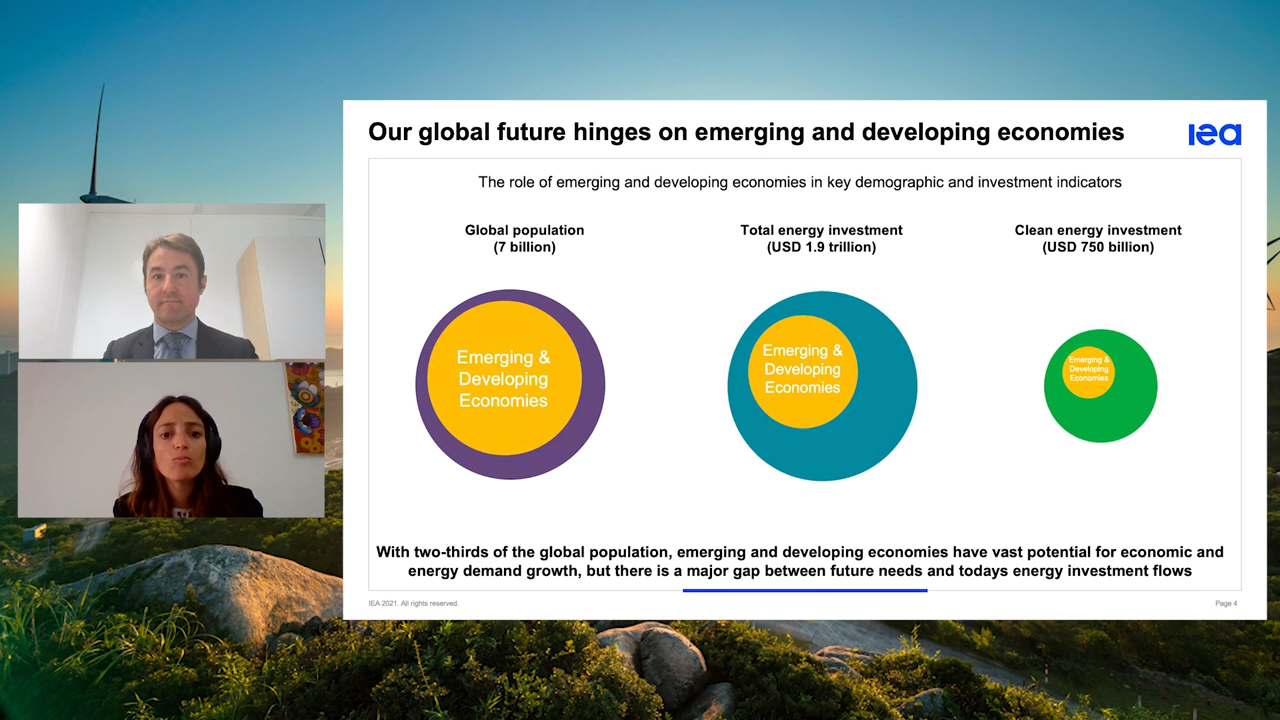 Our global future hinges on emerging and developing economies
iea
The role of emerging and developing economies in key demographic and investment indicators
Global population
(7 billion)
Total energy investment
(USD 1.9 trillion)
Clean energy investment
(USD 750 billion)
Emerging &
Developing
Economies
Emerging &
Developing
Economies
Emerging &
Developing
Economies
With two-thirds of the global population, emerging and developing economies have vast potential for economic and
energy demand growth, but there is a major gap between future needs and todays energy investment flows
IEA 2021. All rights reserved.
Page 4